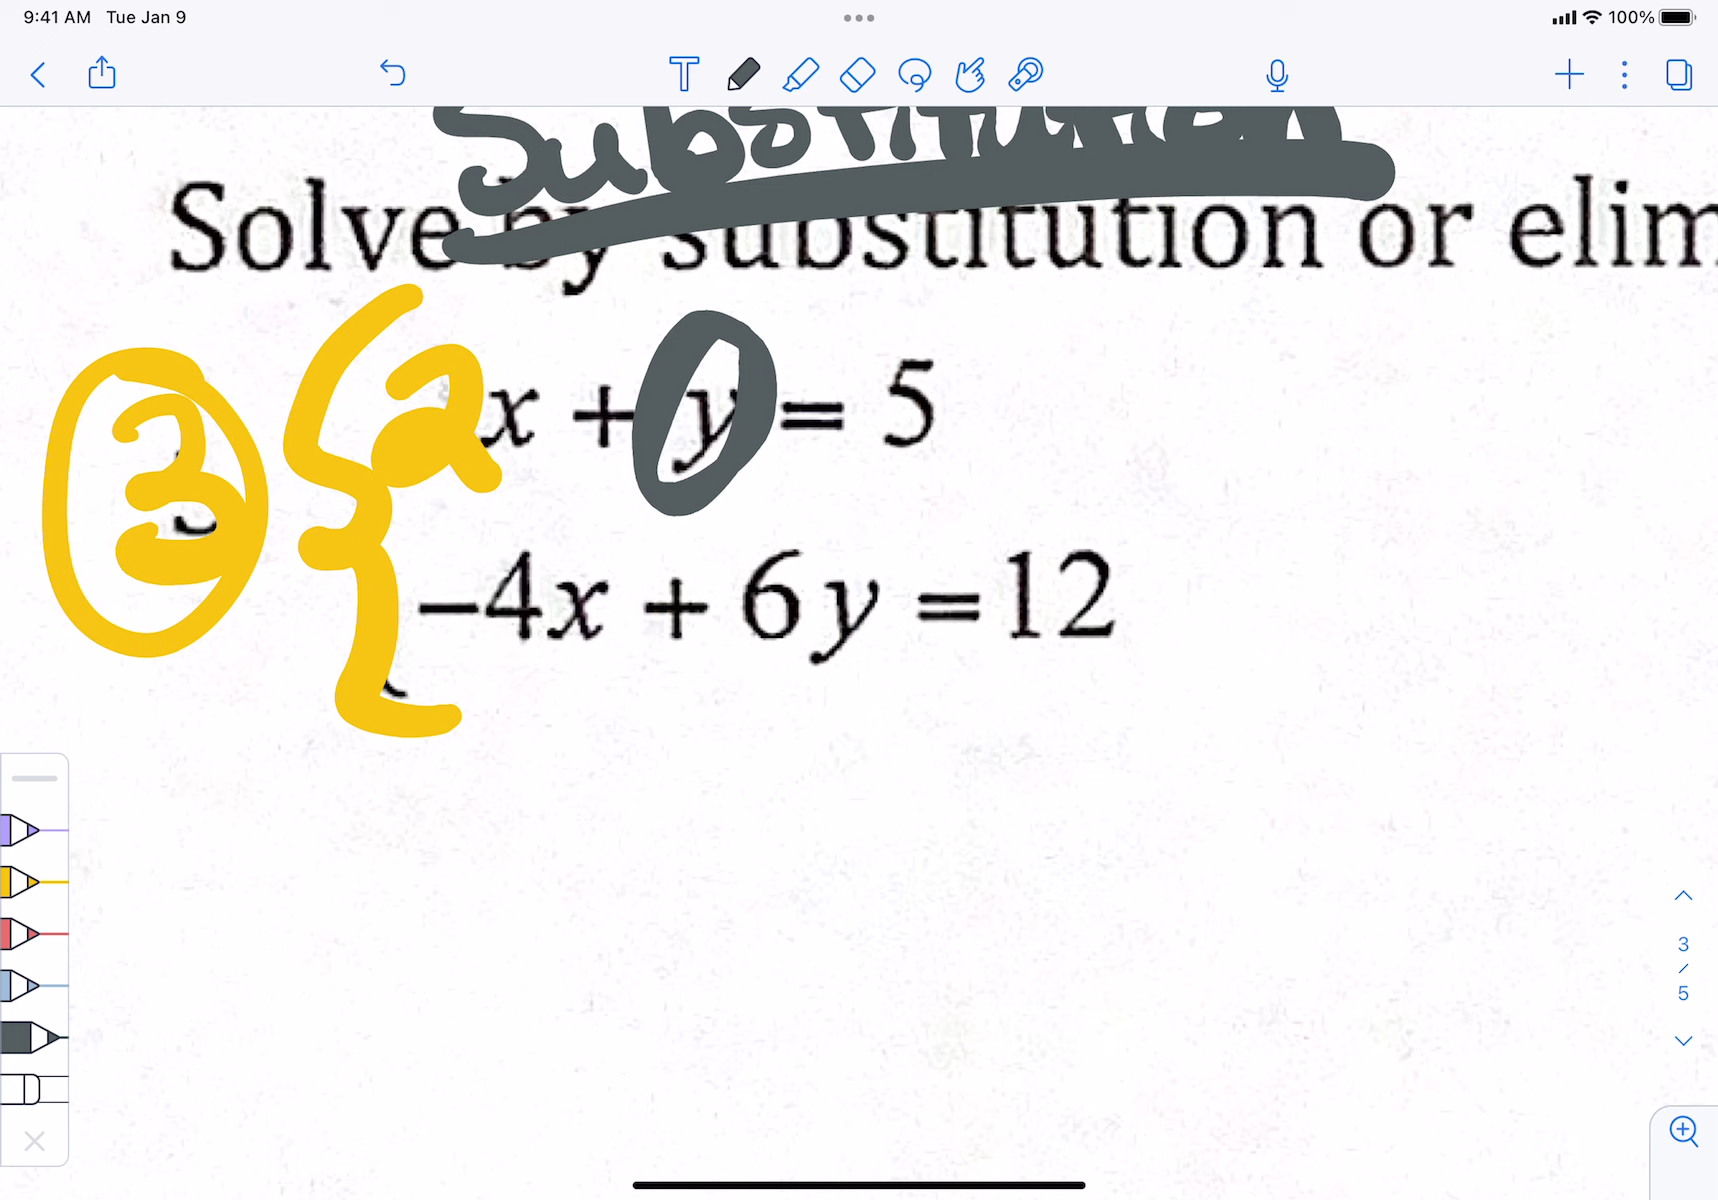 9:41 AM Tue Jan 9
100%
Substitution
Solve by substitution or elim
3
2x + y = 5
−4x + 6y = 12
3
/
5